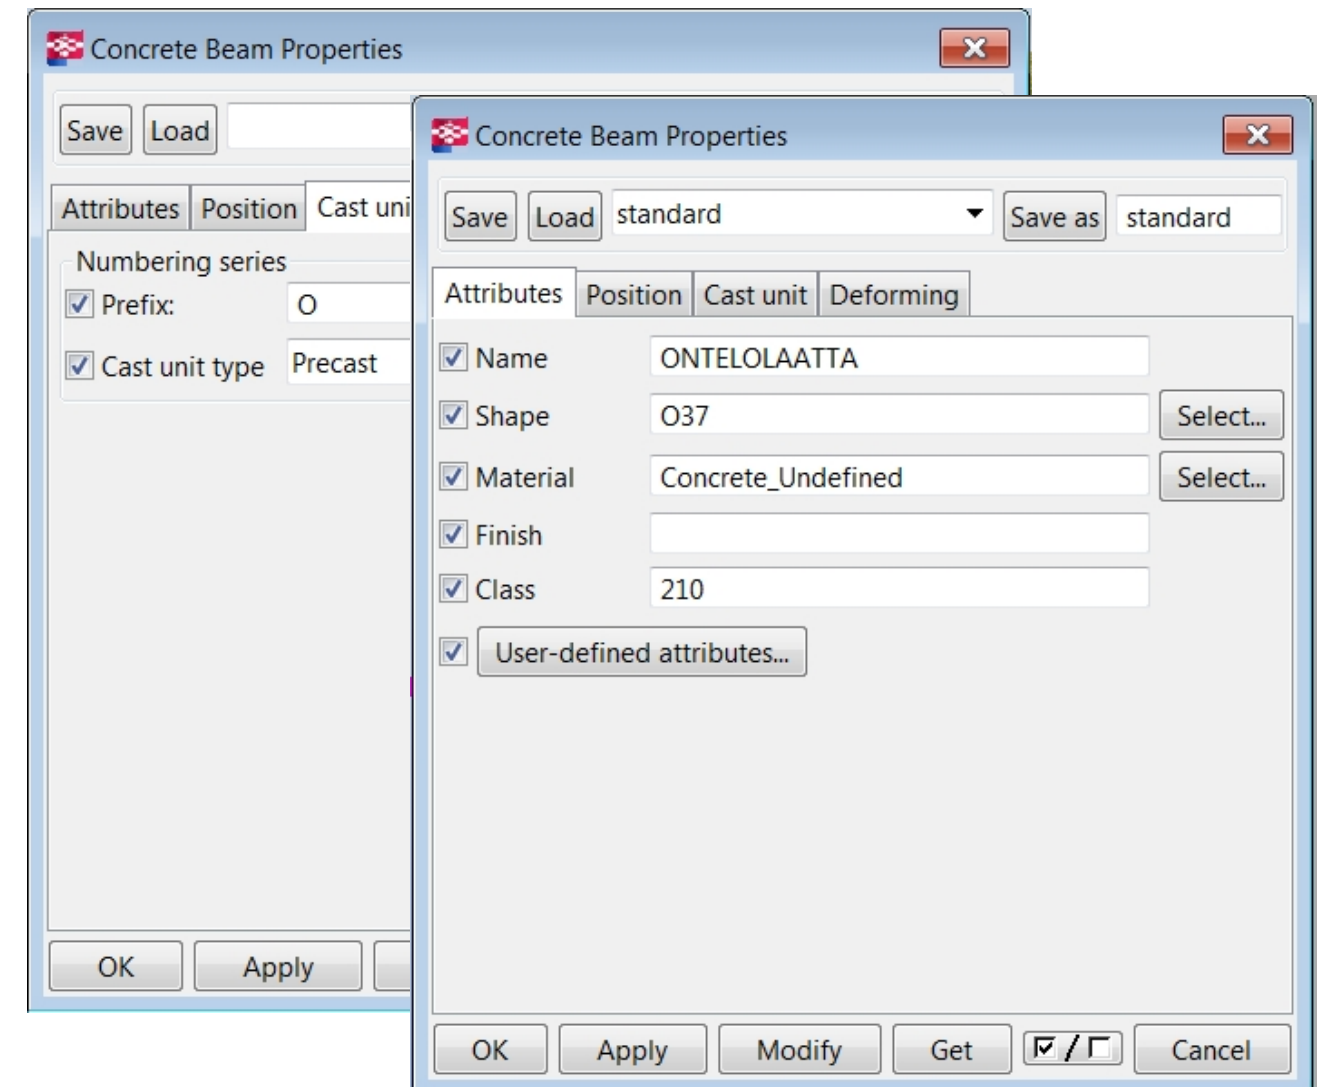 Concrete Beam Properties
Save Load
Attributes Position Cast uni
Numbering series
Prefix: O
Cast unit type Precast
OK Apply
Concrete Beam Properties
Save Load standard Save as standard
Attributes Position Cast unit Deforming
Name ONTELOLAATTA
Shape O37 Select...
Material Concrete_Undefined Select...
Finish
Class 210
User-defined attributes...
OK Apply Modify Get / Cancel